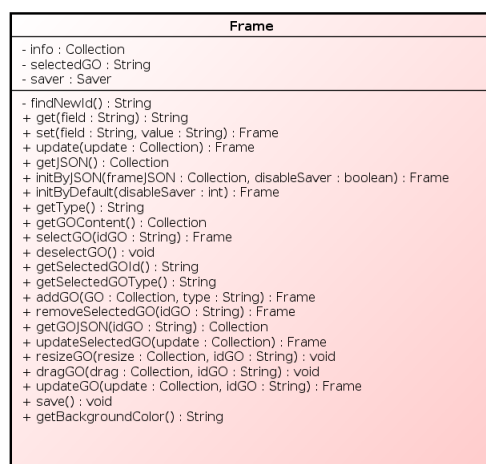 Frame
- info : Collection
- selectedGO : String
- saver : Saver
- findNewId() : String
+ get(field : String) : String
+ set(field : String, value : String) : Frame
+ update(update : Collection) : Frame
+ getJSON() : Collection
+ initByJSON(frameJSON : Collection, disableSaver : boolean) : Frame
+ initByDefault(disableSaver : int) : Frame
+ getType() : String
+ getGOContent() : Collection
+ selectGO(idGO : String) : Frame
+ deselectGO() : void
+ getSelectedGOId() : String
+ getSelectedGOType() : String
+ addGO(GO : Collection, type : String) : Frame
+ removeSelectedGO(idGO : String) : Frame
+ getGOJSON(idGO : String) : Collection
+ updateSelectedGO(update : Collection) : Frame
+ resizeGO(resize : Collection, idGO : String) : void
+ dragGO(drag : Collection, idGO : String) : void
+ updateGO(update : Collection, idGO : String) : Frame
+ save() : void
+ getBackgroundColor() : String